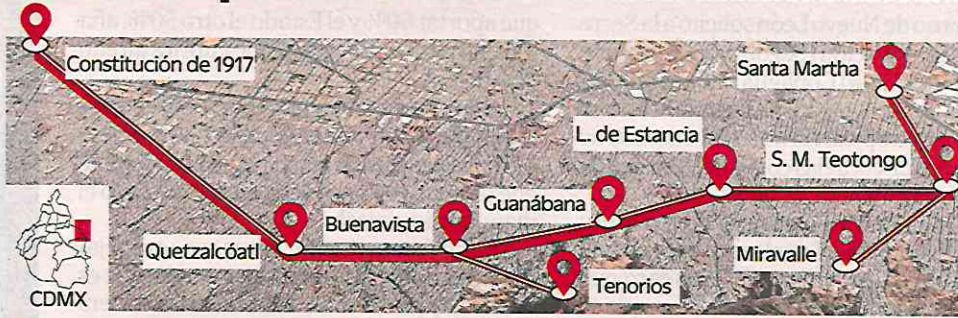 Constitución de 1917
Santa Martha
L. de Estancia
S. M. Teotongo
Guanábana
Buenavista
Quetzalcóatl
Miravalle
Tenorios
CDMX